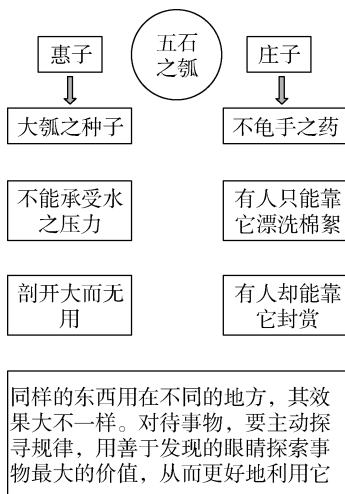 惠子
五石
之瓠
庄子
大瓠之种子
不龟手之药
不能承受水
之压力
有人只能靠
它漂洗棉絮
剖开大而无
用
有人却能靠
它封赏
同样的东西用在不同的地方，其效
果大不一样。对待事物，要主动探
寻规律，用善于发现的眼睛探索事
物最大的价值，从而更好地利用它